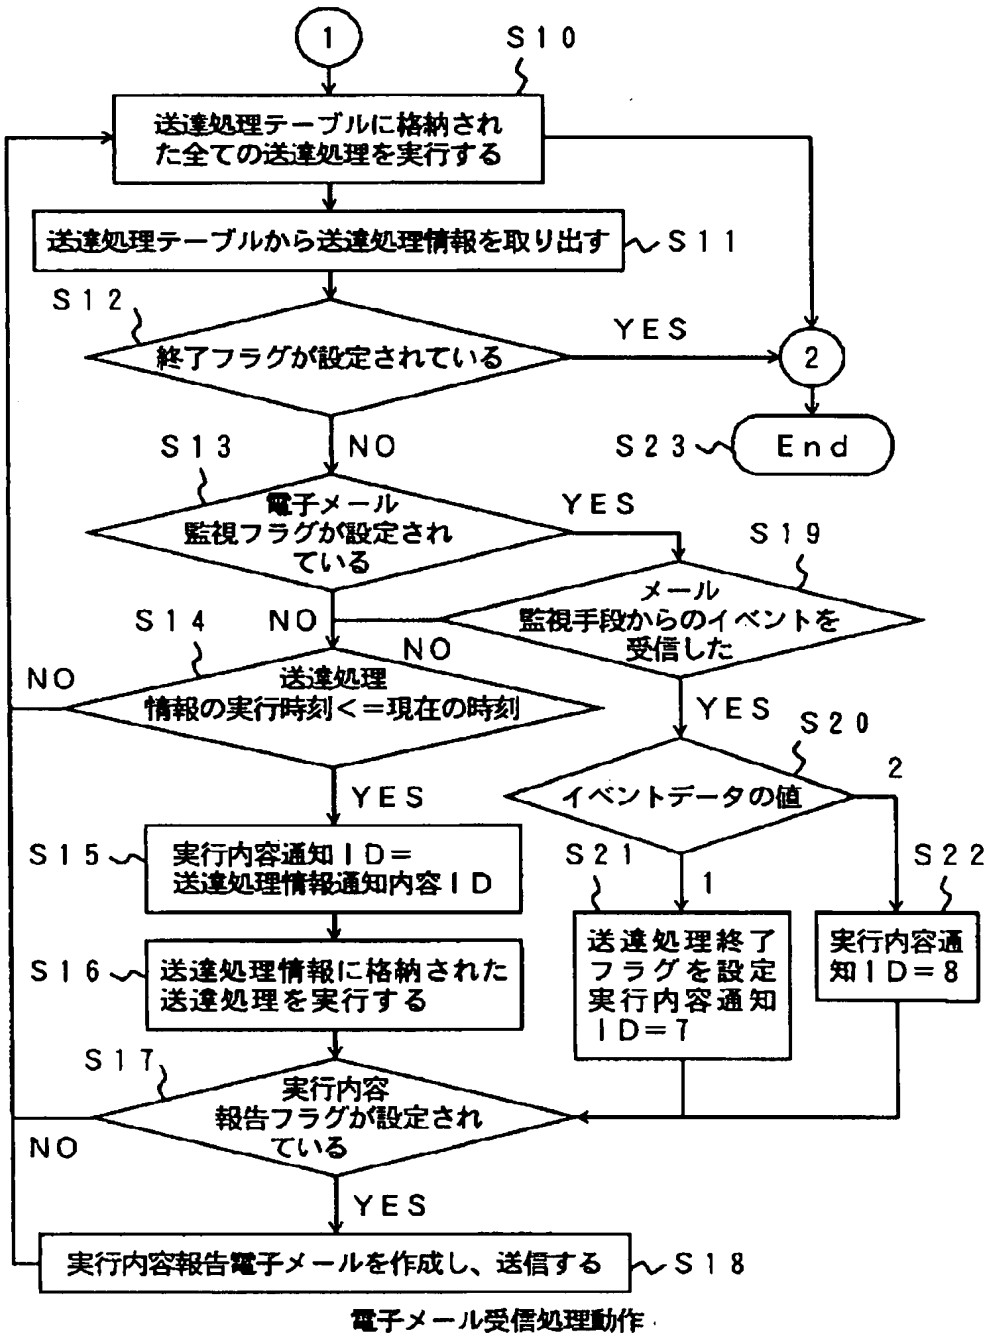 1
S10
送達処理テーブルに格納され
た全ての送達処理を実行する
送達処理テーブルから送達処理情報を取り出す
S11
S12
終了フラグが設定されている
YES
2
NO
S23
End
S13
電子メール
監視フラグが設定され
ている
YES
S19
メール
監視手段からのイベントを
受信した
NO
NO
S14
送達処理
情報の実行時刻<=現在の時刻
NO
YES
S20
イベントデータの値
2
YES
S15
実行内容通知ID=
送達処理情報通知内容ID
S21
1
S22
送達処理終了
フラグを設定
実行内容通知
ID=7
実行内容通
知ID=8
S16
送達処理情報に格納された
送達処理を実行する
S17
実行内容
報告フラグが設定され
ている
NO
YES
実行内容報告電子メールを作成し、送信する
S18
電子メール受信処理動作